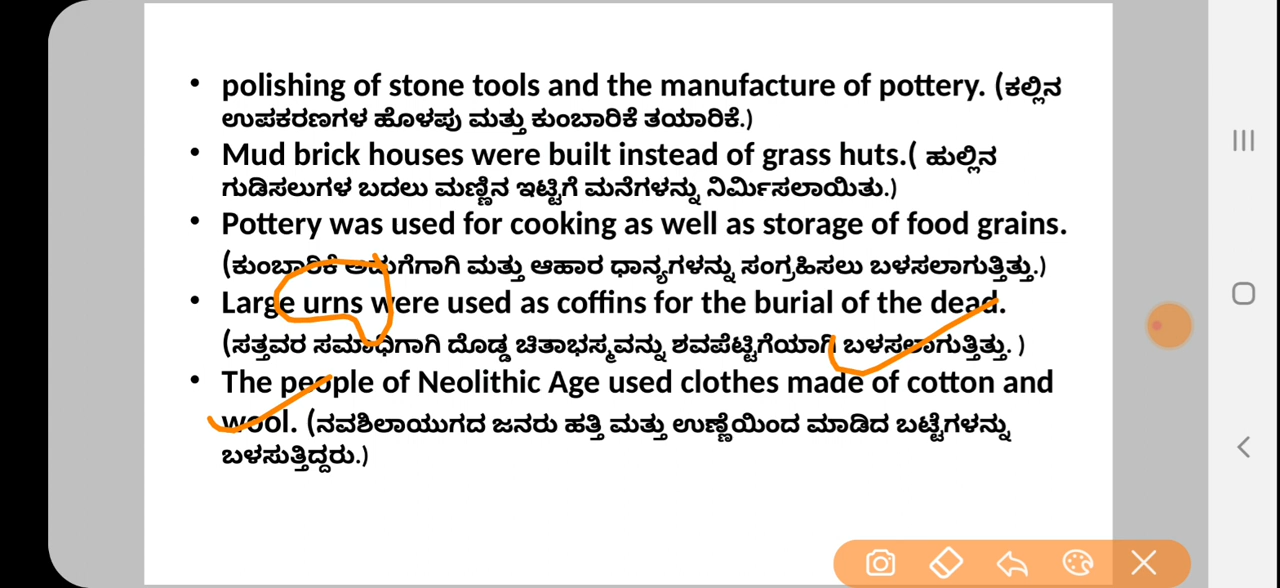 • polishing of stone tools and the manufacture of pottery. (ಕಲ್ಲಿನ
ಉಪಕರಣಗಳ ಹೊಳಪು ಮತ್ತು ಕುಂಬಾರಿಕೆ ತಯಾರಿಕೆ.)
• Mud brick houses were built instead of grass huts.( ಹುಲ್ಲಿನ
ಗುಡಿಸಲುಗಳ ಬದಲು ಮಣ್ಣಿನ ಇಟ್ಟಿಗೆ ಮನೆಗಳನ್ನು ನಿರ್ಮಿಸಲಾಯಿತು.)
• Pottery was used for cooking as well as storage of food grains.
(ಕುಂಬಾರಿಕೆ ಅಡುಗೆಗಾಗಿ ಮತ್ತು ಆಹಾರ ಧಾನ್ಯಗಳನ್ನು ಸಂಗ್ರಹಿಸಲು ಬಳಸಲಾಗುತ್ತಿತ್ತು.)
• Large urns were used as coffins for the burial of the dead.
(ಸತ್ತವರ ಸಮಾಧಿಗಾಗಿ ದೊಡ್ಡ ಚಿತಾಭಸ್ಮವನ್ನು ಶವಪೆಟ್ಟಿಗೆಯಾಗಿ ಬಳಸಲಾಗುತ್ತಿತ್ತು. )
• The people of Neolithic Age used clothes made of cotton and
wool. (ನವಶಿಲಾಯುಗದ ಜನರು ಹತ್ತಿ ಮತ್ತು ಉಣ್ಣೆಯಿಂದ ಮಾಡಿದ ಬಟ್ಟೆಗಳನ್ನು
ಬಳಸುತ್ತಿದ್ದರು.)